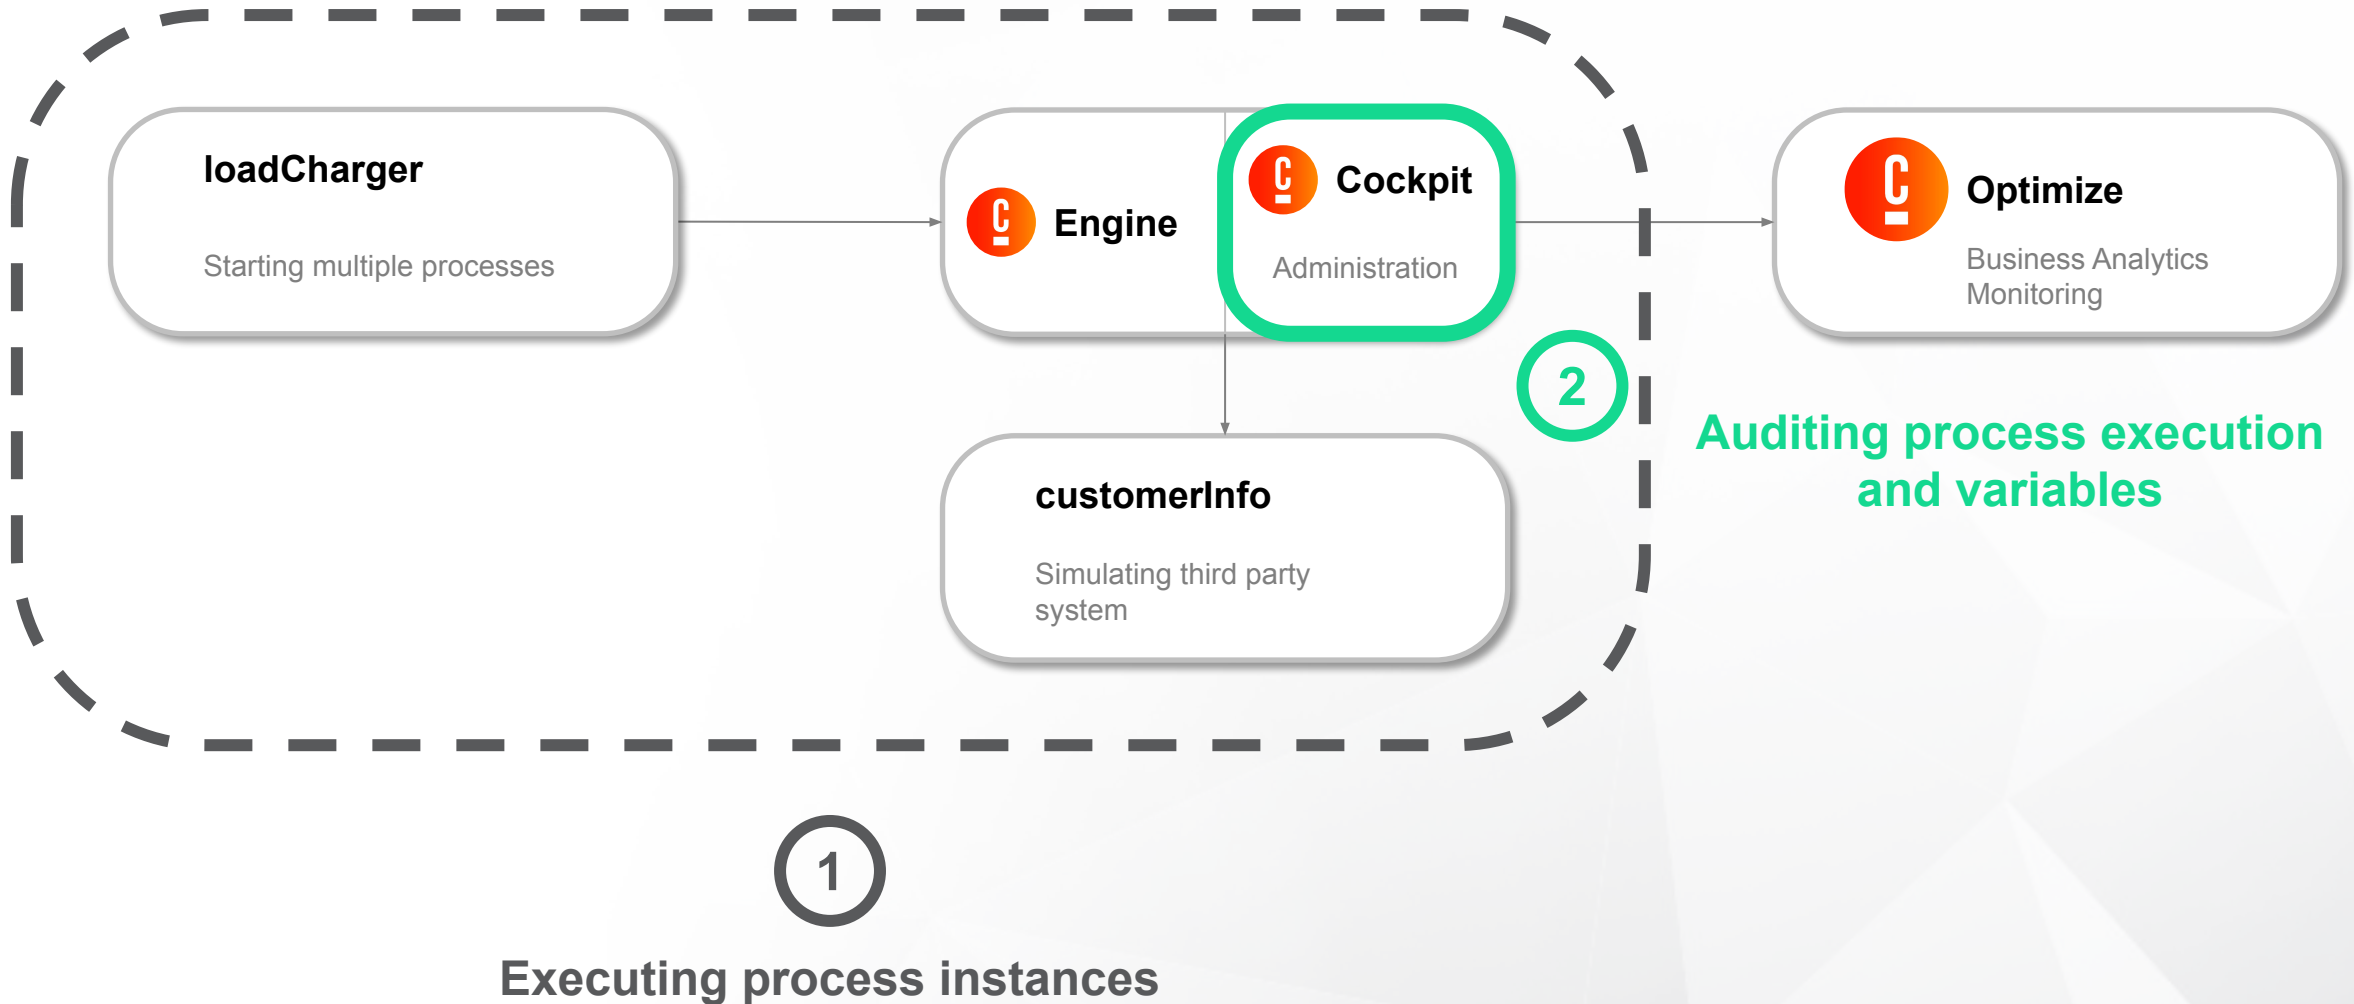 loadCharger
Starting multiple processes
Engine
Cockpit
Administration
Optimize
Business Analytics
Monitoring
customerInfo
Simulating third party
system
2
Auditing process execution
and variables
1
Executing process instances